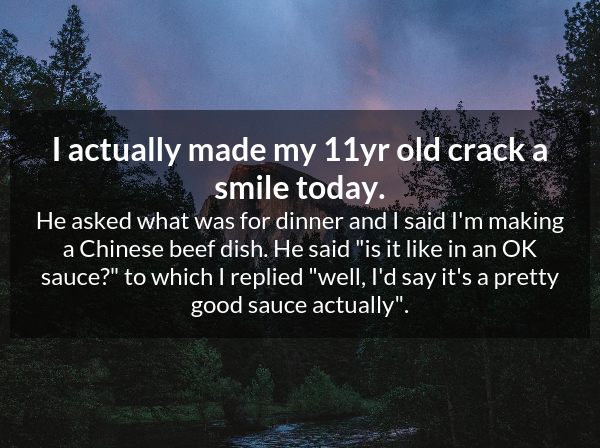 I actually made my 11yr old crack a
smile today.
He asked what was for dinner and I said I'm making
a Chinese beef dish. He said "is it like in an OK
sauce?" to which I replied "well, I'd say it's a pretty
good sauce actually".